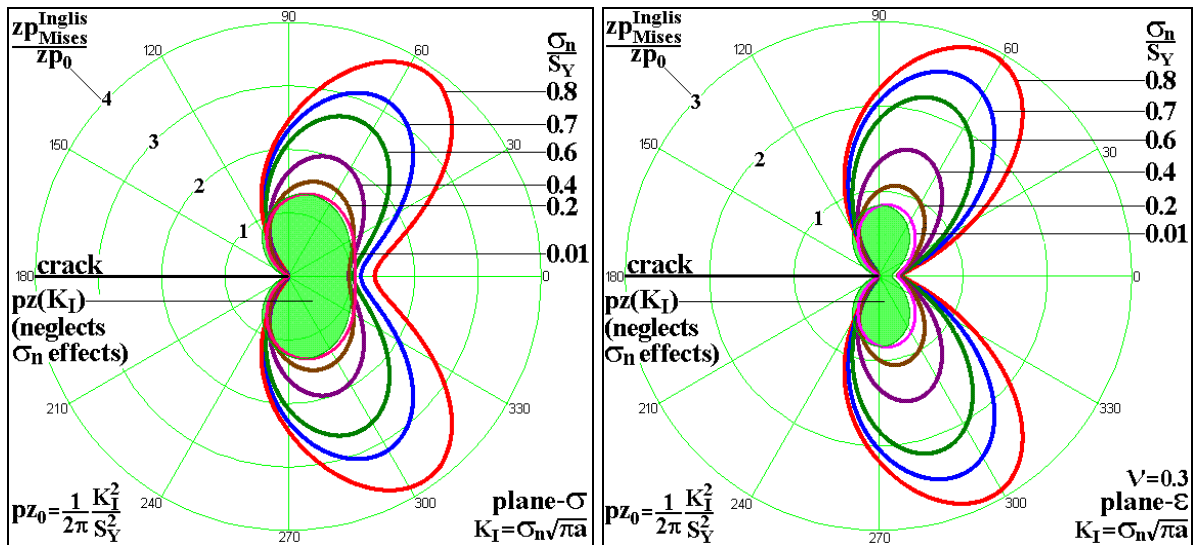 zp Inglis Mises
zp0
4
3
2
1
90
120
150
180
210
240
270
300
330
0
30
60
σn
SY
0.8
0.7
0.6
0.4
0.2
0.01
crack
pz(KI)
(neglects
σn effects)
pz0 = 1/2π KI²/SY²
plane-σ
KI=σn√πa
zp Inglis Mises
zp0
3
2
1
90
120
150
180
210
240
270
300
330
0
30
60
σn
SY
0.8
0.7
0.6
0.4
0.2
0.01
crack
pz(KI)
(neglects
σn effects)
pz0 = 1/2π KI²/SY²
ν=0.3
plane-ε
KI=σn√πa